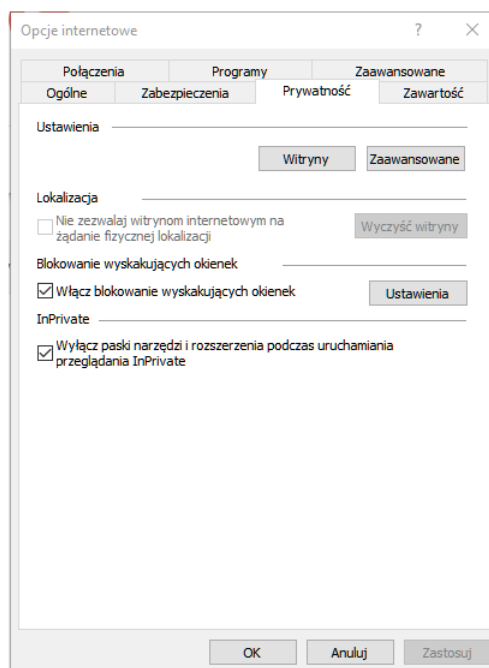 Opcje internetowe
Połączenia Programy Zaawansowane
Ogólne Zabezpieczenia Prywatność Zawartość
Ustawienia
Witryny Zaawansowane
Lokalizacja
Nie zezwalaj witrynom internetowym na
żądanie fizycznej lokalizacji
Wyczyść witryny
Blokowanie wyskakujących okienek
Włącz blokowanie wyskakujących okienek
Ustawienia
InPrivate
Wyłącz paski narzędzi i rozszerzenia podczas uruchamiania
przeglądania InPrivate
OK Anuluj Zastosuj